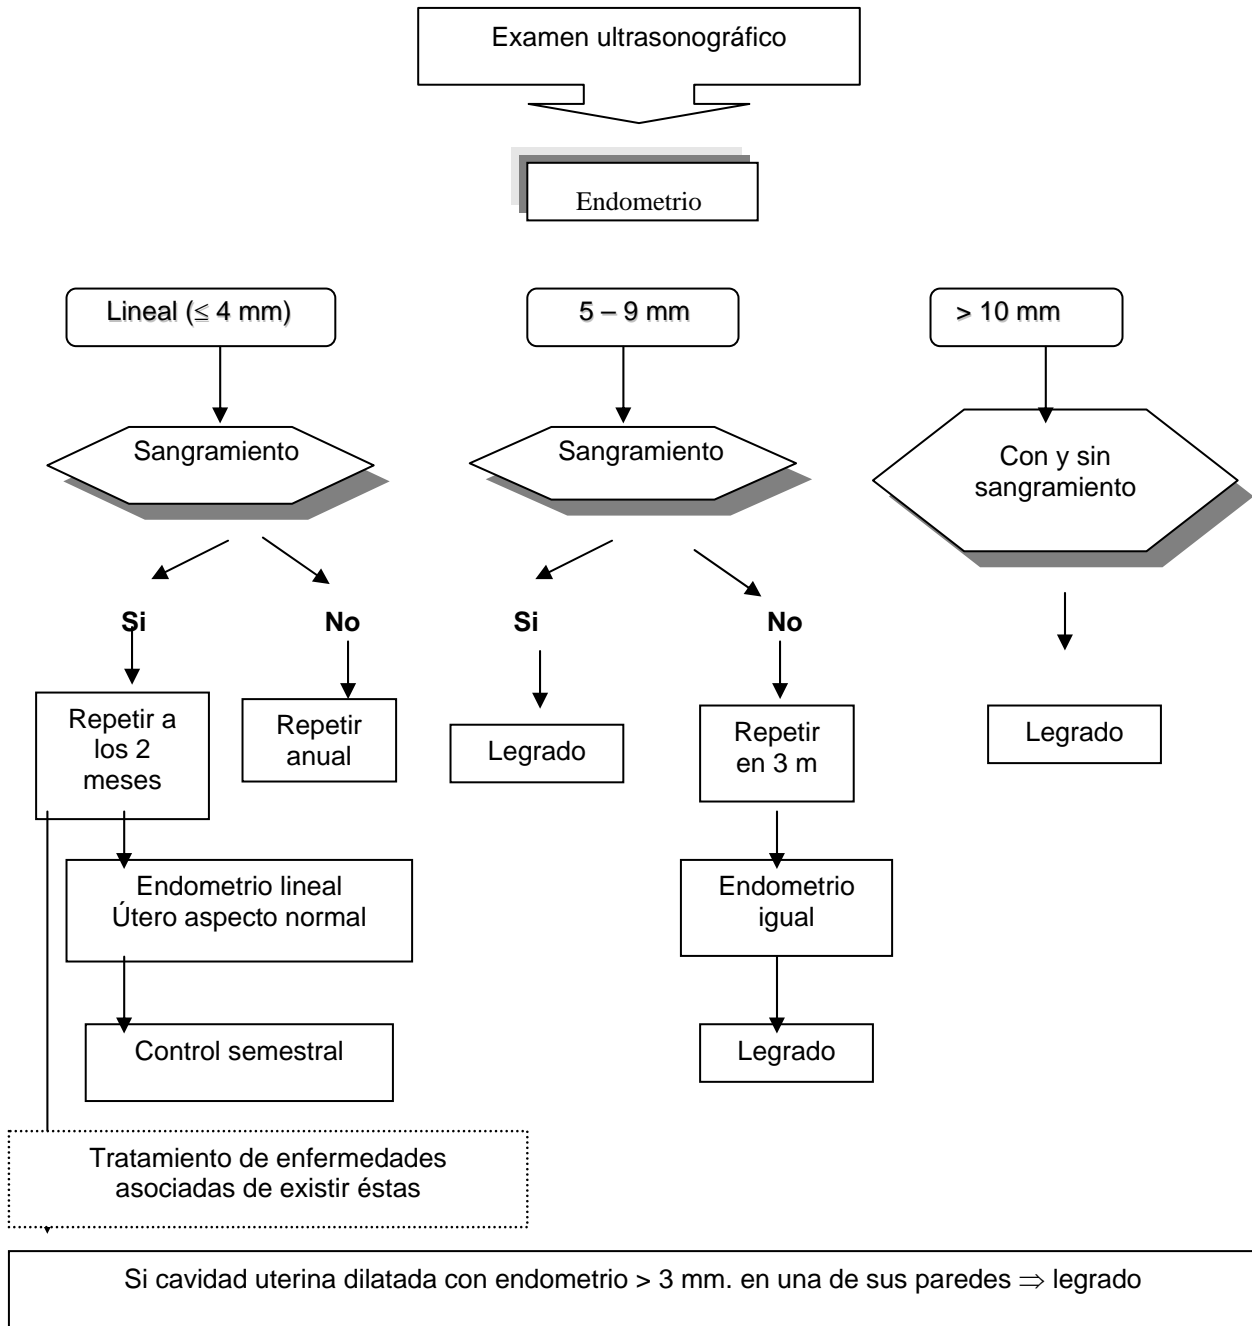 Examen ultrasonográfico
Endometrio
Lineal (≤ 4 mm)
5 – 9 mm
> 10 mm
Sangramiento
Sangramiento
Con y sin
sangramiento
Si
No
Si
No
Repetir a
los 2
meses
Repetir
anual
Legrado
Repetir
en 3 m
Legrado
Endometrio lineal
Útero aspecto normal
Endometrio
igual
Control semestral
Legrado
Tratamiento de enfermedades
asociadas de existir éstas
Si cavidad uterina dilatada con endometrio > 3 mm. en una de sus paredes ⇒ legrado